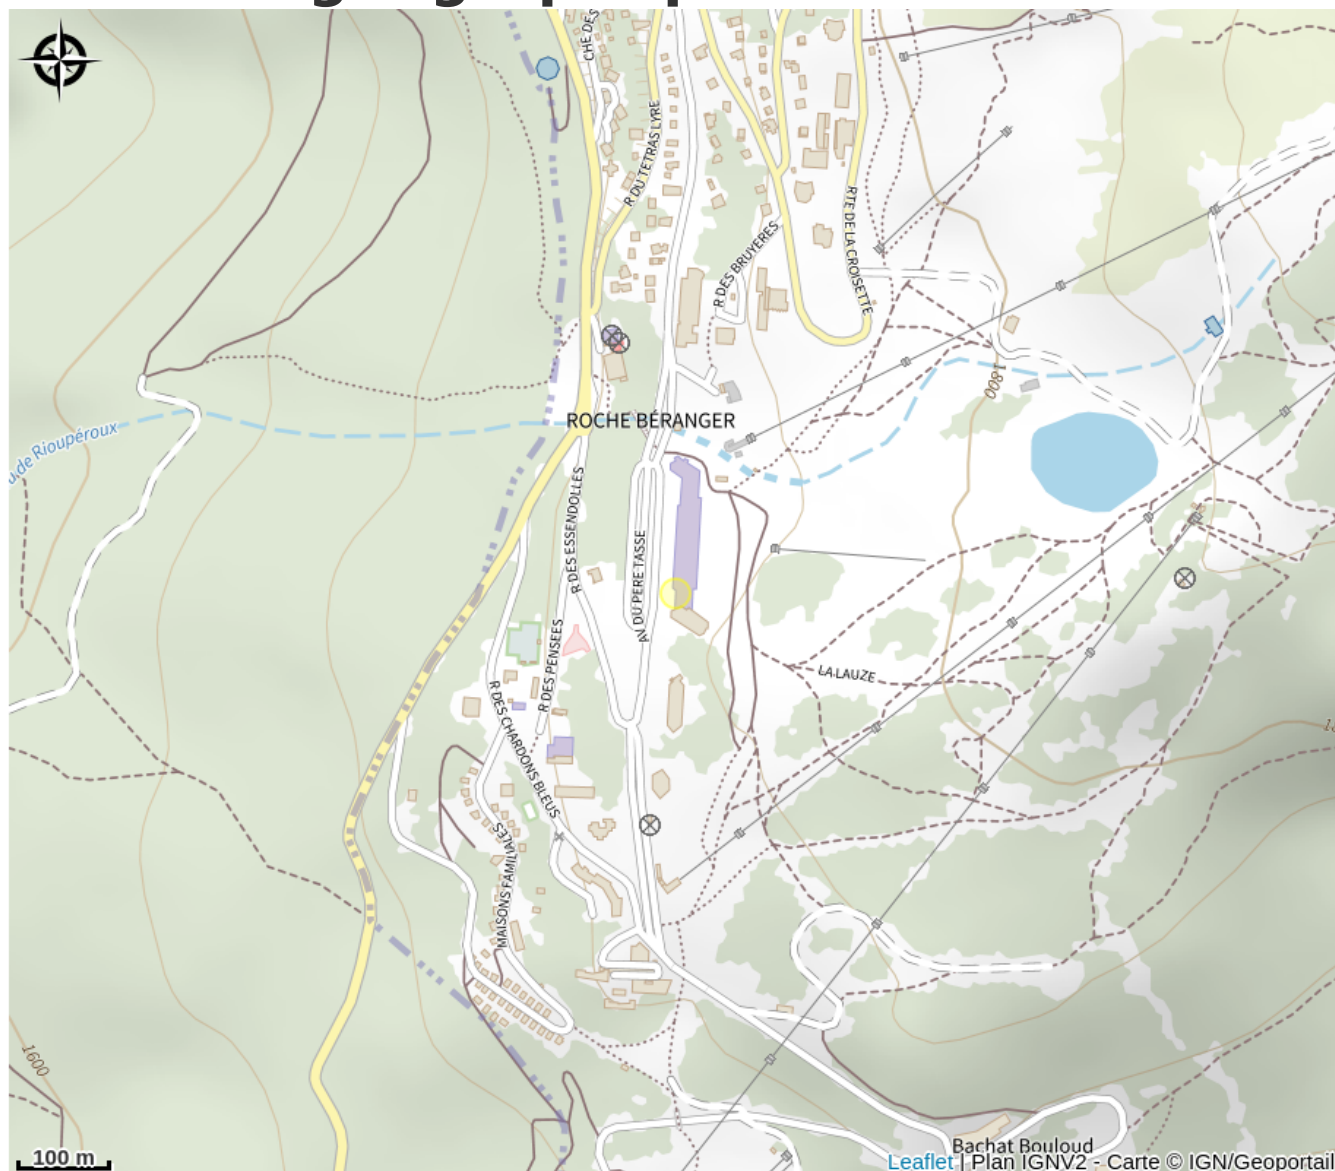 CHE DES
R DU TETRAS LYRE
R DES BRUYERES
RTE DE LA CROISETTE
1800
ROCHE BÉRANGER
de Rioupéroux
R DES ESSENDOLLES
AV DU PERE TASSE
R DES PENSEES
LA LAUZE
R DES CHARDONS BLEUS
MAISONS FAMILIALES
1600
Bachat Bouloud
100 m
Leaflet | Plan IGNV2 - Carte © IGN/Geoportail